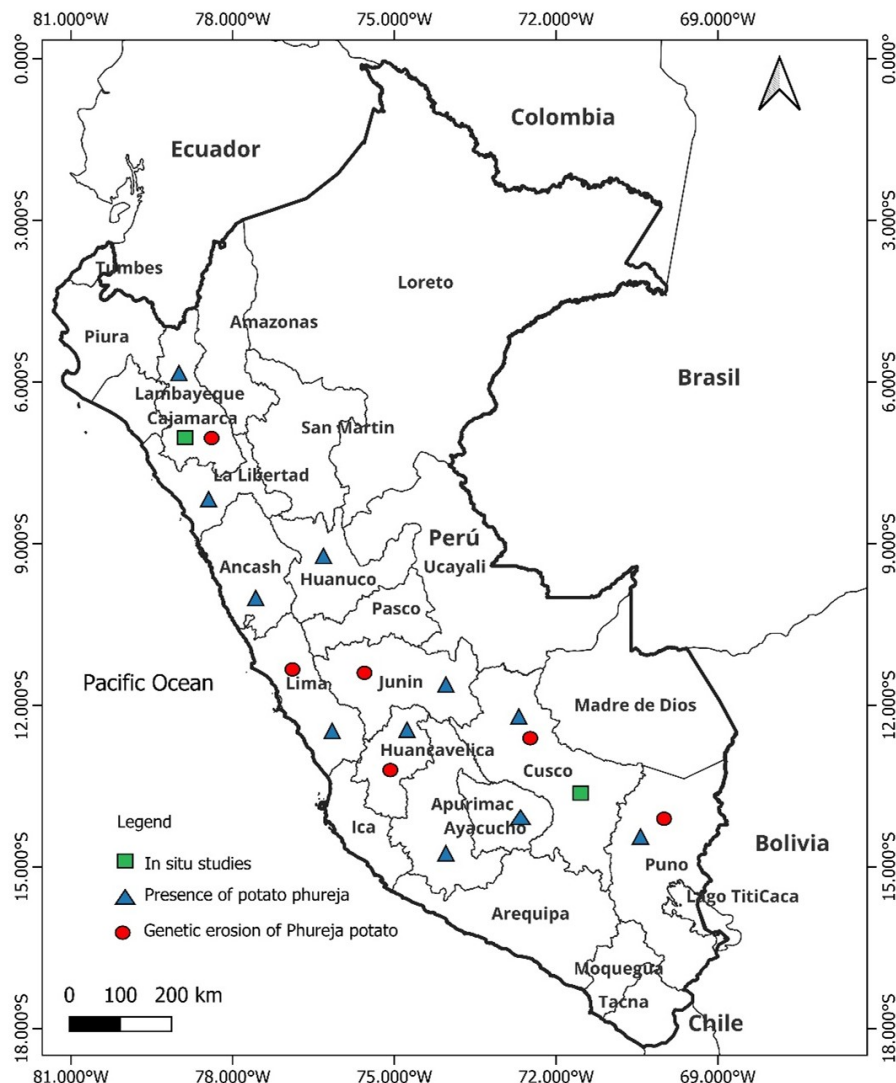 81.000°W 78.000°W 75.000°W 72.000°W 69.000°W
0.000° 0.000°
Colombia
Ecuador
3.000°S 3.000°S
Tumbes
Loreto
Amazonas
Piura
Brasil
6.000°S 6.000°S
Lambayeque
Cajamarca
San Martin
La Libertad
Perú
9.000°S 9.000°S
Ancash
Ucayali
Huanuco
Pasco
Pacific Ocean
Lima
Junin
Madre de Dios
12.000°S 12.000°S
Huancavelica
Cusco
Apurimac
Ica
Ayacucho
Legend
Bolivia
In situ studies
Puno
15.000°S 15.000°S
Presence of potato phureja
Lago TitiCaca
Arequipa
Genetic erosion of Phureja potato
Moquegua
0 100 200 km
Tacna
Chile
18.000°S 18.000°S
81.000°W 78.000°W 75.000°W 72.000°W 69.000°W